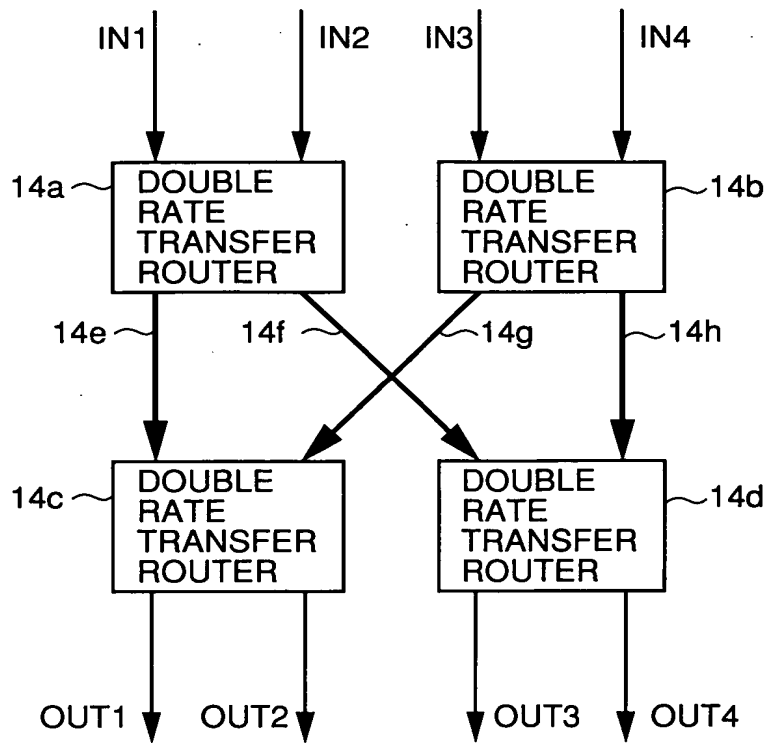 IN1 IN2 IN3 IN4
14a DOUBLE RATE TRANSFER ROUTER
DOUBLE RATE TRANSFER ROUTER 14b
14e 14f 14g 14h
14c DOUBLE RATE TRANSFER ROUTER
DOUBLE RATE TRANSFER ROUTER 14d
OUT1 OUT2 OUT3 OUT4